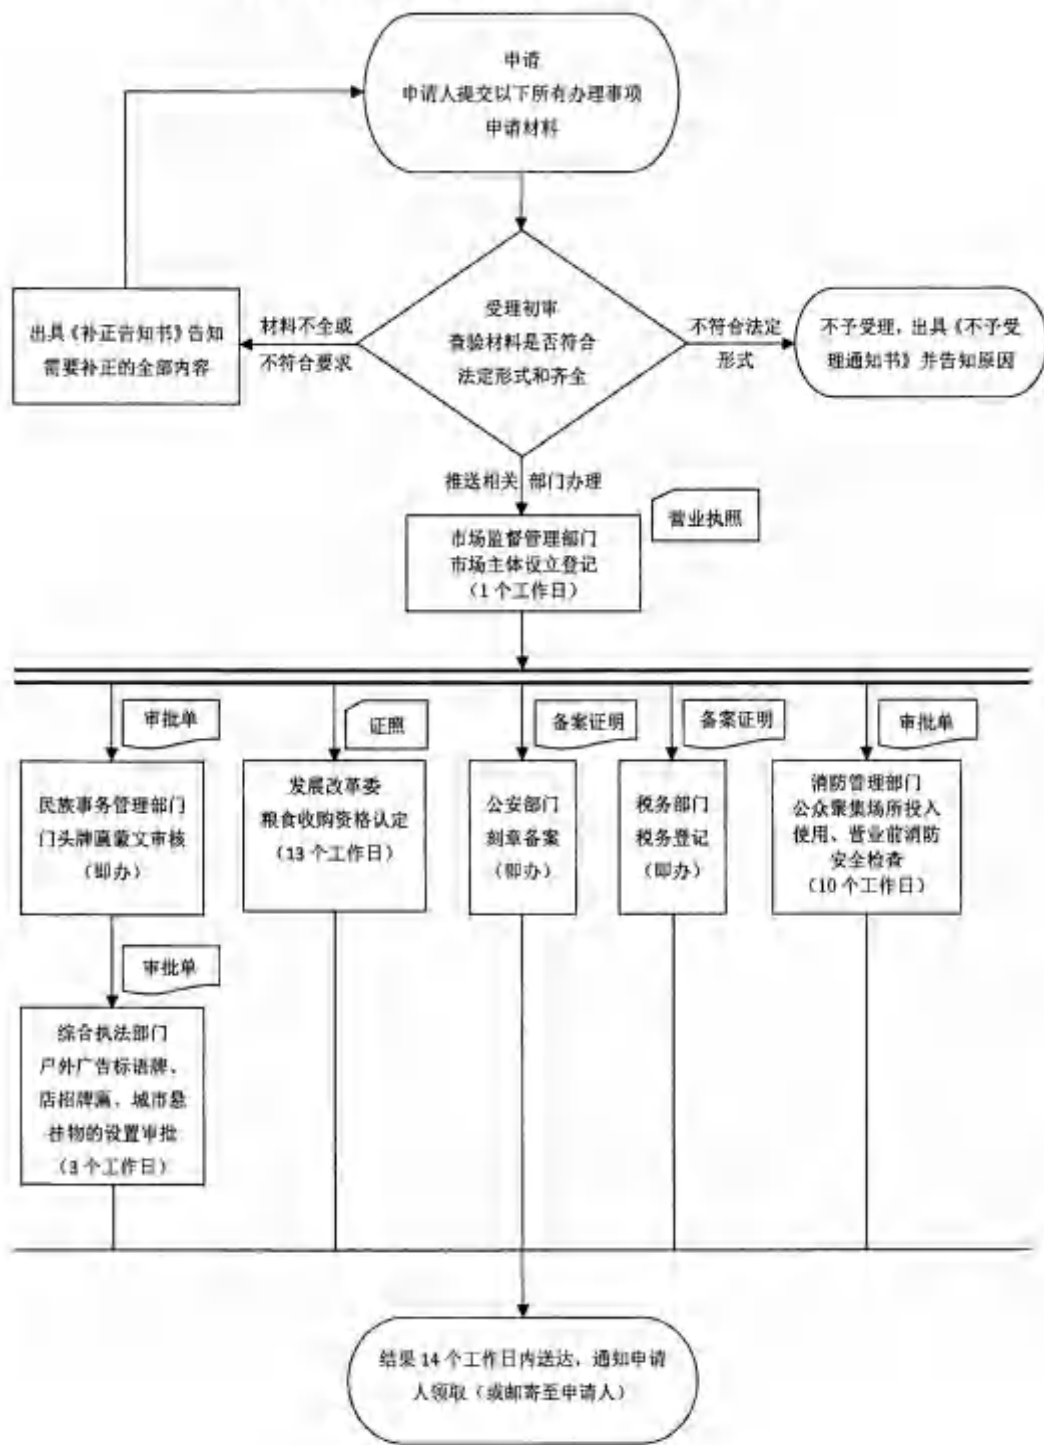 申请
申请人提交以下所有办理事项
申请材料
受理初审
查验材料是否符合
法定形式和齐全
材料不全或
不符合要求
出具《补正告知书》告知
需要补正的全部内容
不符合法定
形式
不予受理，出具《不予受
理通知书》并告知原因
推送相关 部门办理
营业执照
市场监督管理部门
市场主体设立登记
（1 个工作日）
审批单
证照
备案证明
备案证明
审批单
民族事务管理部门
门头牌匾蒙文审核
（即办）
发展改革委
粮食收购资格认定
（13 个工作日）
公安部门
刻章备案
（即办）
税务部门
税务登记
（即办）
消防管理部门
公众聚集场所投入
使用、营业前消防
安全检查
（10 个工作日）
审批单
综合执法部门
户外广告标语牌、
店招牌匾、城市悬
挂物的设置审批
（3 个工作日）
结果 14 个工作日内送达，通知申请
人领取（或邮寄至申请人）